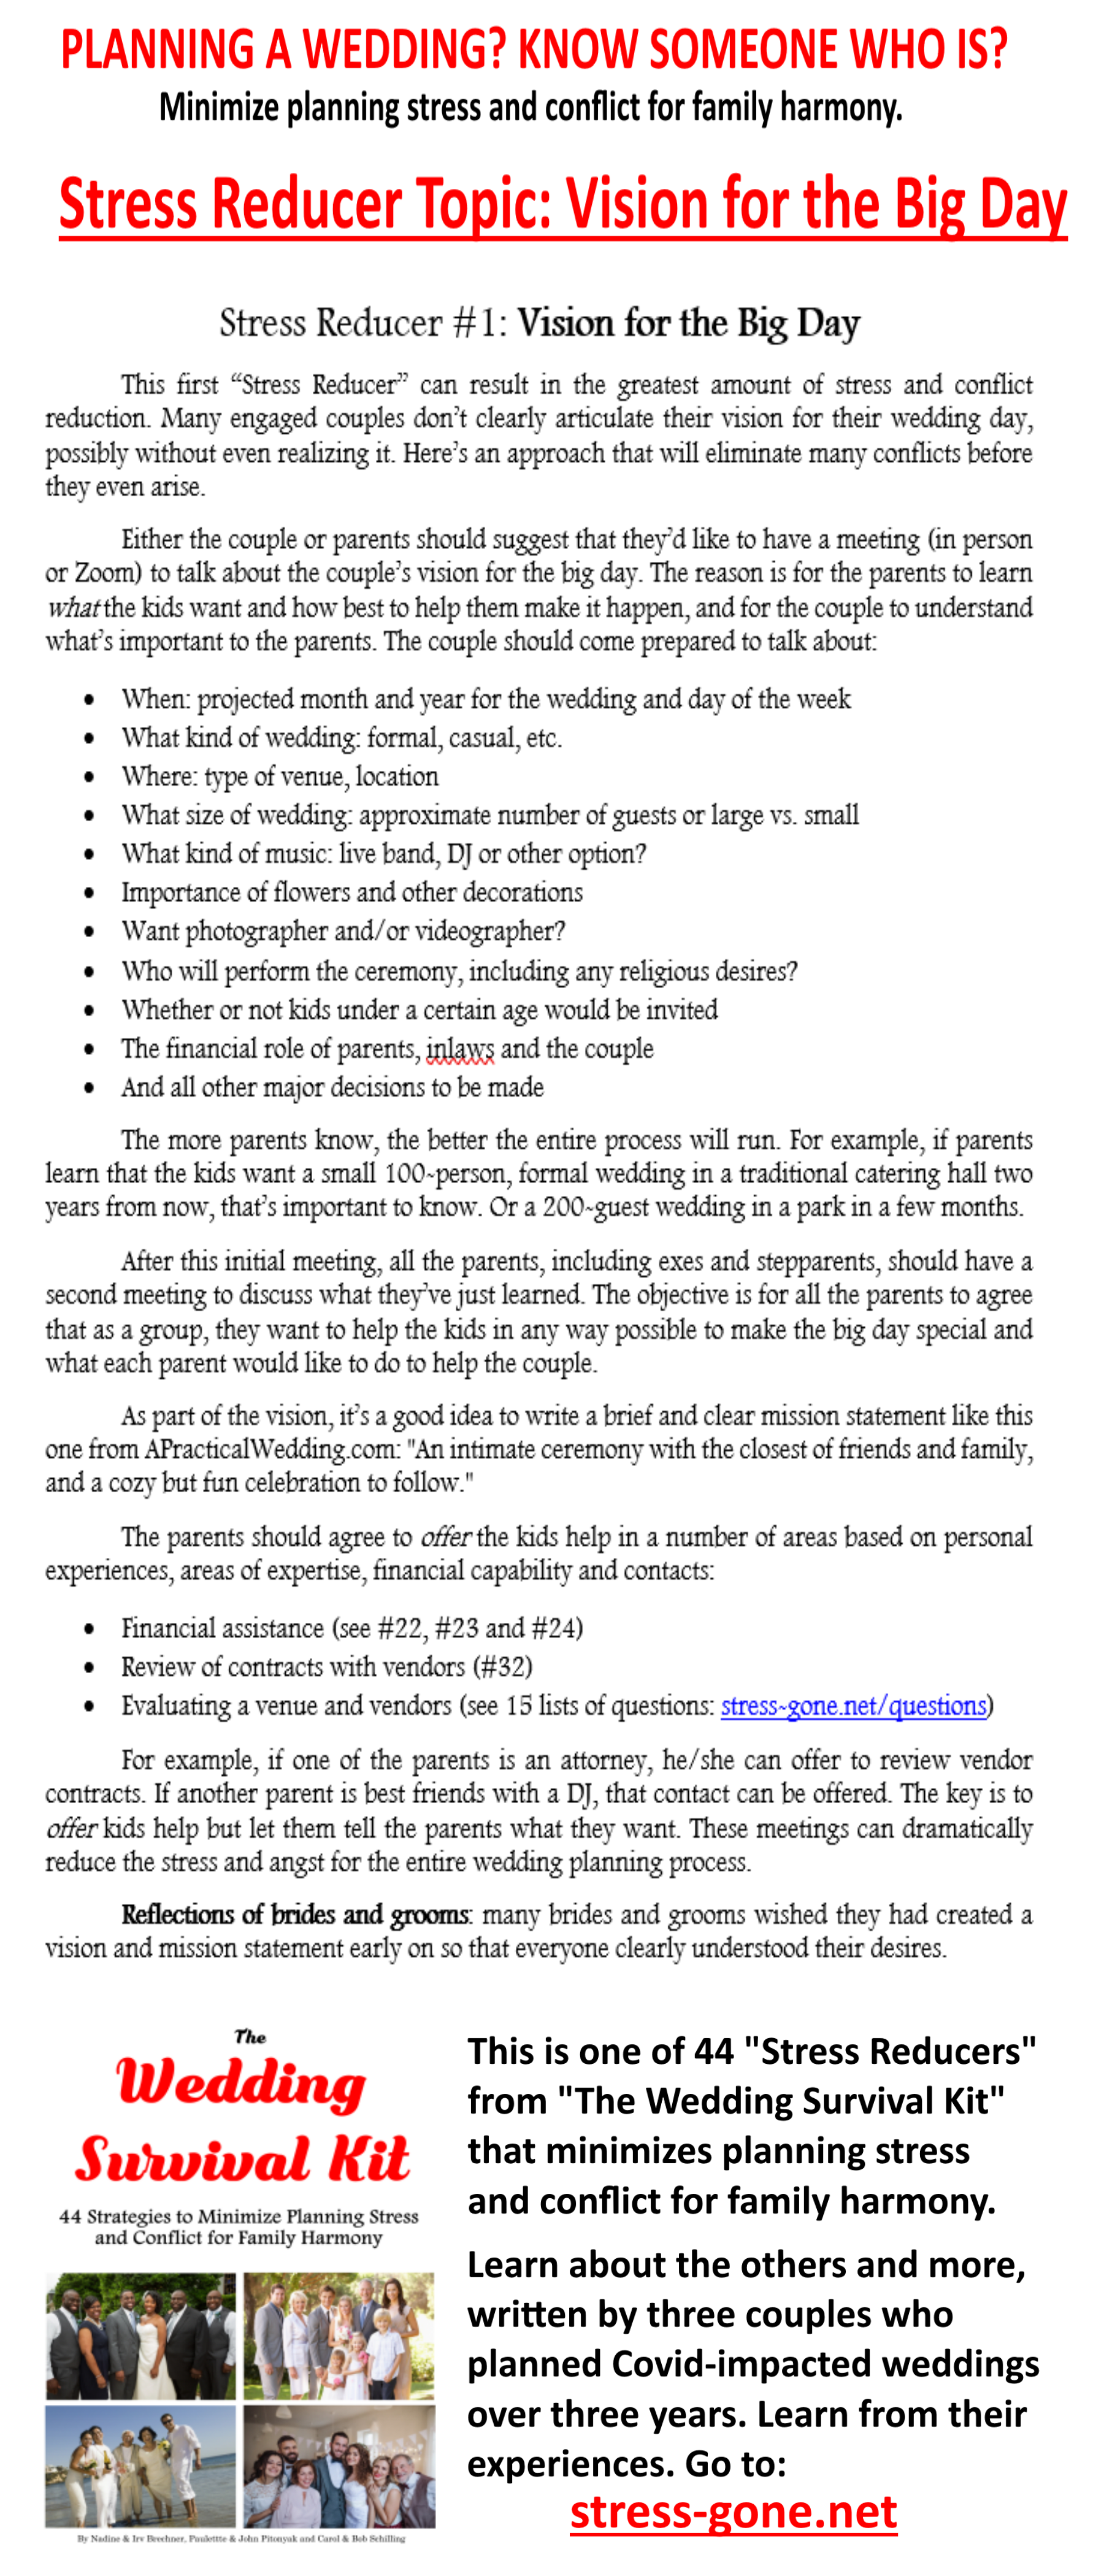 PLANNING A WEDDING? KNOW SOMEONE WHO IS?
Minimize planning stress and conflict for family harmony.
Stress Reducer Topic: Vision for the Big Day
Stress Reducer #1: Vision for the Big Day
This first “Stress Reducer” can result in the greatest amount of stress and conflict
reduction. Many engaged couples don’t clearly articulate their vision for their wedding day,
possibly without even realizing it. Here’s an approach that will eliminate many conflicts before
they even arise.
Either the couple or parents should suggest that they’d like to have a meeting (in person
or Zoom) to talk about the couple’s vision for the big day. The reason is for the parents to learn
what the kids want and how best to help them make it happen, and for the couple to understand
what’s important to the parents. The couple should come prepared to talk about:
• When: projected month and year for the wedding and day of the week
• What kind of wedding: formal, casual, etc.
• Where: type of venue, location
• What size of wedding: approximate number of guests or large vs. small
• What kind of music: live band, DJ or other option?
• Importance of flowers and other decorations
• Want photographer and/or videographer?
• Who will perform the ceremony, including any religious desires?
• Whether or not kids under a certain age would be invited
• The financial role of parents, inlaws and the couple
• And all other major decisions to be made
The more parents know, the better the entire process will run. For example, if parents
learn that the kids want a small 100-person, formal wedding in a traditional catering hall two
years from now, that’s important to know. Or a 200-guest wedding in a park in a few months.
After this initial meeting, all the parents, including exes and stepparents, should have a
second meeting to discuss what they’ve just learned. The objective is for all the parents to agree
that as a group, they want to help the kids in any way possible to make the big day special and
what each parent would like to do to help the couple.
As part of the vision, it’s a good idea to write a brief and clear mission statement like this
one from APracticalWedding.com: "An intimate ceremony with the closest of friends and family,
and a cozy but fun celebration to follow."
The parents should agree to offer the kids help in a number of areas based on personal
experiences, areas of expertise, financial capability and contacts:
• Financial assistance (see #22, #23 and #24)
• Review of contracts with vendors (#32)
• Evaluating a venue and vendors (see 15 lists of questions: stress-gone.net/questions)
For example, if one of the parents is an attorney, he/she can offer to review vendor
contracts. If another parent is best friends with a DJ, that contact can be offered. The key is to
offer kids help but let them tell the parents what they want. These meetings can dramatically
reduce the stress and angst for the entire wedding planning process.
Reflections of brides and grooms: many brides and grooms wished they had created a
vision and mission statement early on so that everyone clearly understood their desires.
The
Wedding
Survival Kit
44 Strategies to Minimize Planning Stress
and Conflict for Family Harmony
By Nadine & Irv Brechner, Paulettte & John Pitonyak and Carol & Bob Schilling
This is one of 44 "Stress Reducers"
from "The Wedding Survival Kit"
that minimizes planning stress
and conflict for family harmony.
Learn about the others and more,
written by three couples who
planned Covid-impacted weddings
over three years. Learn from their
experiences. Go to:
stress-gone.net